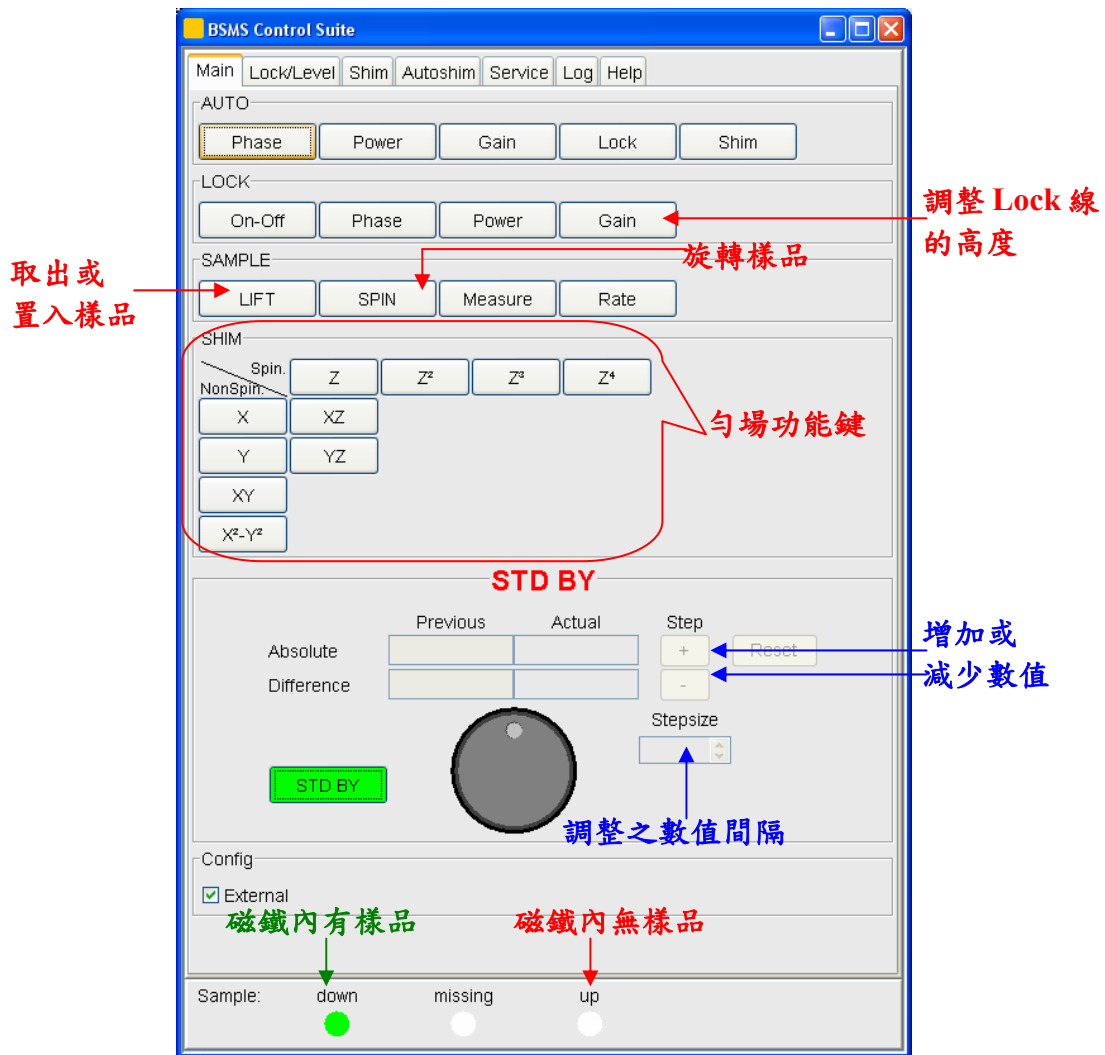 BSMS Control Suite
Main Lock/Level Shim Autoshim Service Log Help
AUTO
Phase Power Gain Lock Shim
LOCK
On-Off Phase Power Gain
調整 Lock 線
的高度
旋轉樣品
SAMPLE
取出或
置入樣品
LIFT SPIN Measure Rate
SHIM
Spin.
NonSpin.
Z Z² Z³ Z⁴
X XZ
勻場功能鍵
Y YZ
XY
X²-Y²
STD BY
Previous Actual Step
增加或
減少數值
Absolute + Reset
Difference -
Stepsize
STD BY
調整之數值間隔
Config
External
磁鐵內有樣品 磁鐵內無樣品
Sample: down missing up